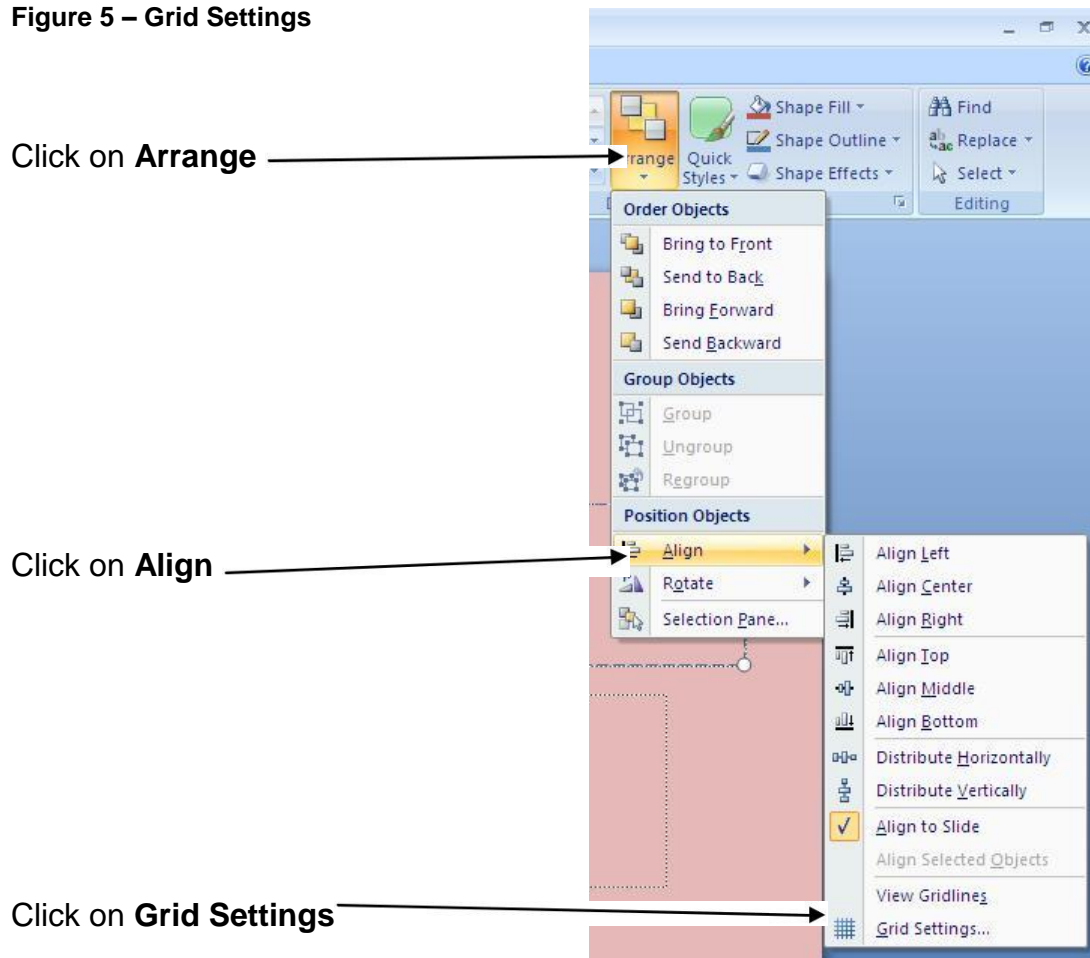 Figure 5 – Grid Settings
Shape Fill
Find
Click on Arrange
rrange
Quick Styles
Shape Outline
Replace
Shape Effects
Select
Editing
Order Objects
Bring to Front
Send to Back
Bring Forward
Send Backward
Group Objects
Group
Ungroup
Regroup
Position Objects
Click on Align
Align
Rotate
Selection Pane...
Align Left
Align Center
Align Right
Align Top
Align Middle
Align Bottom
Distribute Horizontally
Distribute Vertically
Align to Slide
Align Selected Objects
View Gridlines
Click on Grid Settings
Grid Settings...